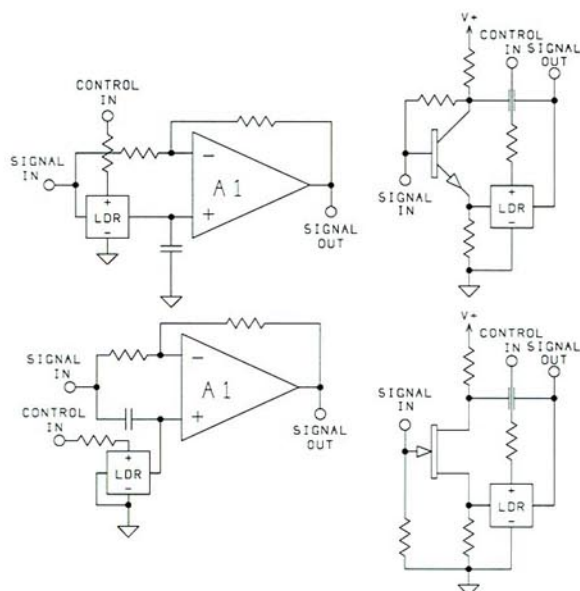 CONTROL
IN
SIGNAL
IN
+
LDR
-
-
A1
+
SIGNAL
OUT
V+
CONTROL
IN
SIGNAL
OUT
SIGNAL
IN
+
LDR
-
SIGNAL
IN
CONTROL
IN
+
LDR
-
-
A1
+
SIGNAL
OUT
V+
CONTROL
IN
SIGNAL
OUT
SIGNAL
IN
+
LDR
-